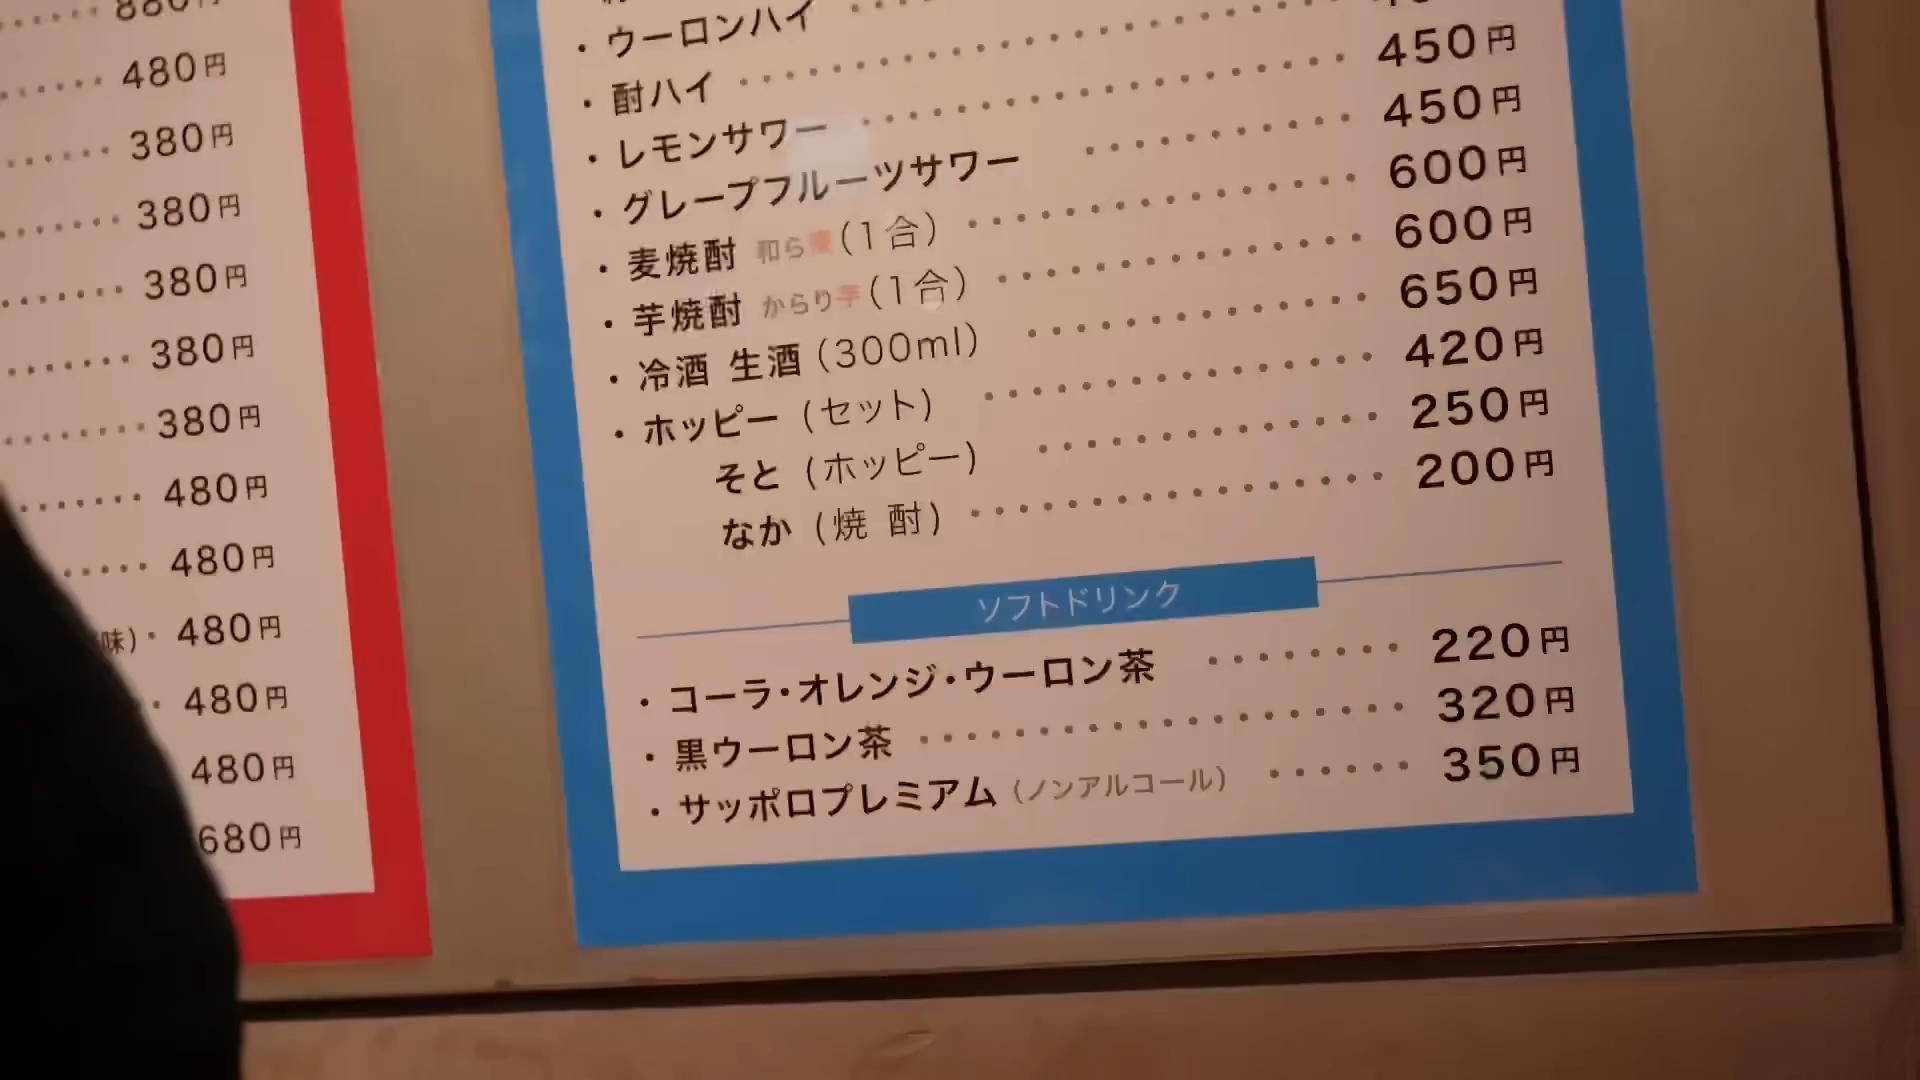 480円
380円
380円
380円
380円
380円
480円
480円
味)・480円
480円
480円
680円
・ウーロンハイ
・酎ハイ
・レモンサワー 450円
・グレープフルーツサワー 450円
・麦焼酎 和ら麦(1合) 600円
・芋焼酎 からり芋(1合) 600円
・冷酒 生酒(300ml) 650円
・ホッピー (セット) 420円
そと (ホッピー) 250円
なか (焼 酎) 200円
ソフトドリンク
・コーラ・オレンジ・ウーロン茶 220円
・黒ウーロン茶 320円
・サッポロプレミアム(ノンアルコール) 350円